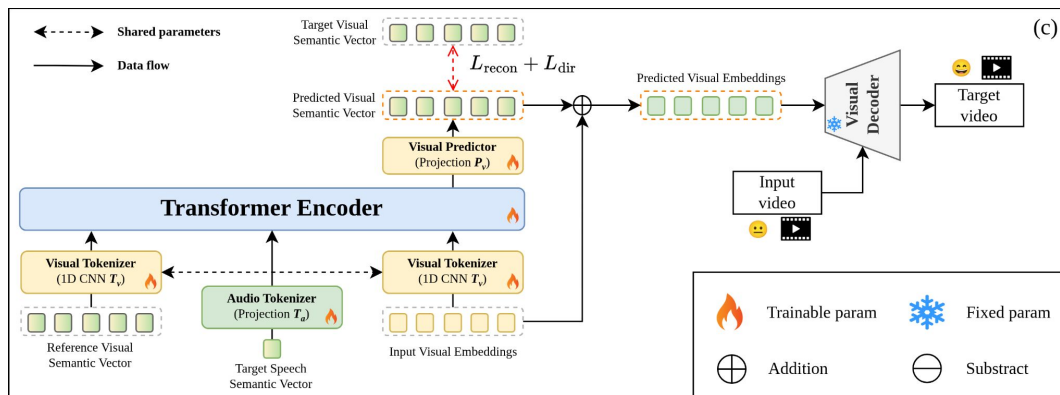 (c)
Shared parameters
Data flow
Target Visual
Semantic Vector
L_recon + L_dir
Predicted Visual
Semantic Vector
Predicted Visual Embeddings
Visual
Decoder
Target
video
Input
video
Visual Predictor
(Projection P_v)
Transformer Encoder
Visual Tokenizer
(1D CNN T_v)
Audio Tokenizer
(Projection T_a)
Visual Tokenizer
(1D CNN T_v)
Reference Visual
Semantic Vector
Target Speech
Semantic Vector
Input Visual Embeddings
Trainable param
Fixed param
Addition
Substract